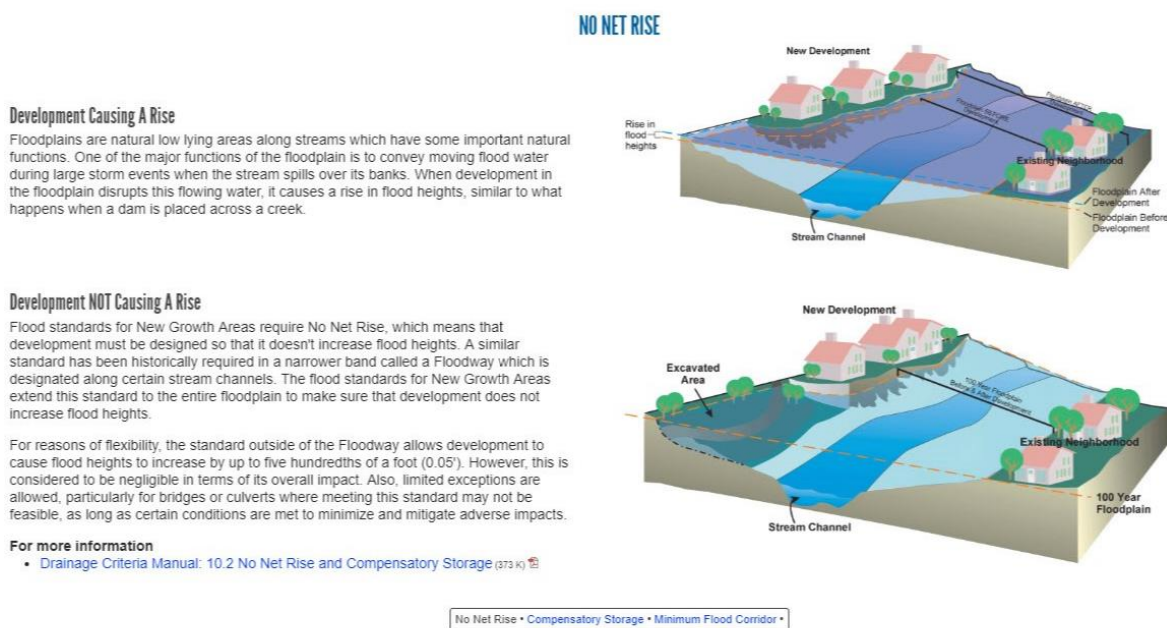 NO NET RISE
Development Causing A Rise
Floodplains are natural low lying areas along streams which have some important natural
functions. One of the major functions of the floodplain is to convey moving flood water
during large storm events when the stream spills over its banks. When development in
the floodplain disrupts this flowing water, it causes a rise in flood heights, similar to what
happens when a dam is placed across a creek.
New Development
Rise in
flood
heights
Floodplain BEFORE
Development
Floodplain AFTER
Development
Existing Neighborhood
Floodplain After
Development
Floodplain Before
Development
Stream Channel
Development NOT Causing A Rise
Flood standards for New Growth Areas require No Net Rise, which means that
development must be designed so that it doesn't increase flood heights. A similar
standard has been historically required in a narrower band called a Floodway which is
designated along certain stream channels. The flood standards for New Growth Areas
extend this standard to the entire floodplain to make sure that development does not
increase flood heights.
For reasons of flexibility, the standard outside of the Floodway allows development to
cause flood heights to increase by up to five hundredths of a foot (0.05'). However, this is
considered to be negligible in terms of its overall impact. Also, limited exceptions are
allowed, particularly for bridges or culverts where meeting this standard may not be
feasible, as long as certain conditions are met to minimize and mitigate adverse impacts.
For more information
• Drainage Criteria Manual: 10.2 No Net Rise and Compensatory Storage (373 K)
New Development
Excavated
Area
100 Year Floodplain
Before & After Development
Existing Neighborhood
100 Year
Floodplain
Stream Channel
No Net Rise • Compensatory Storage • Minimum Flood Corridor •